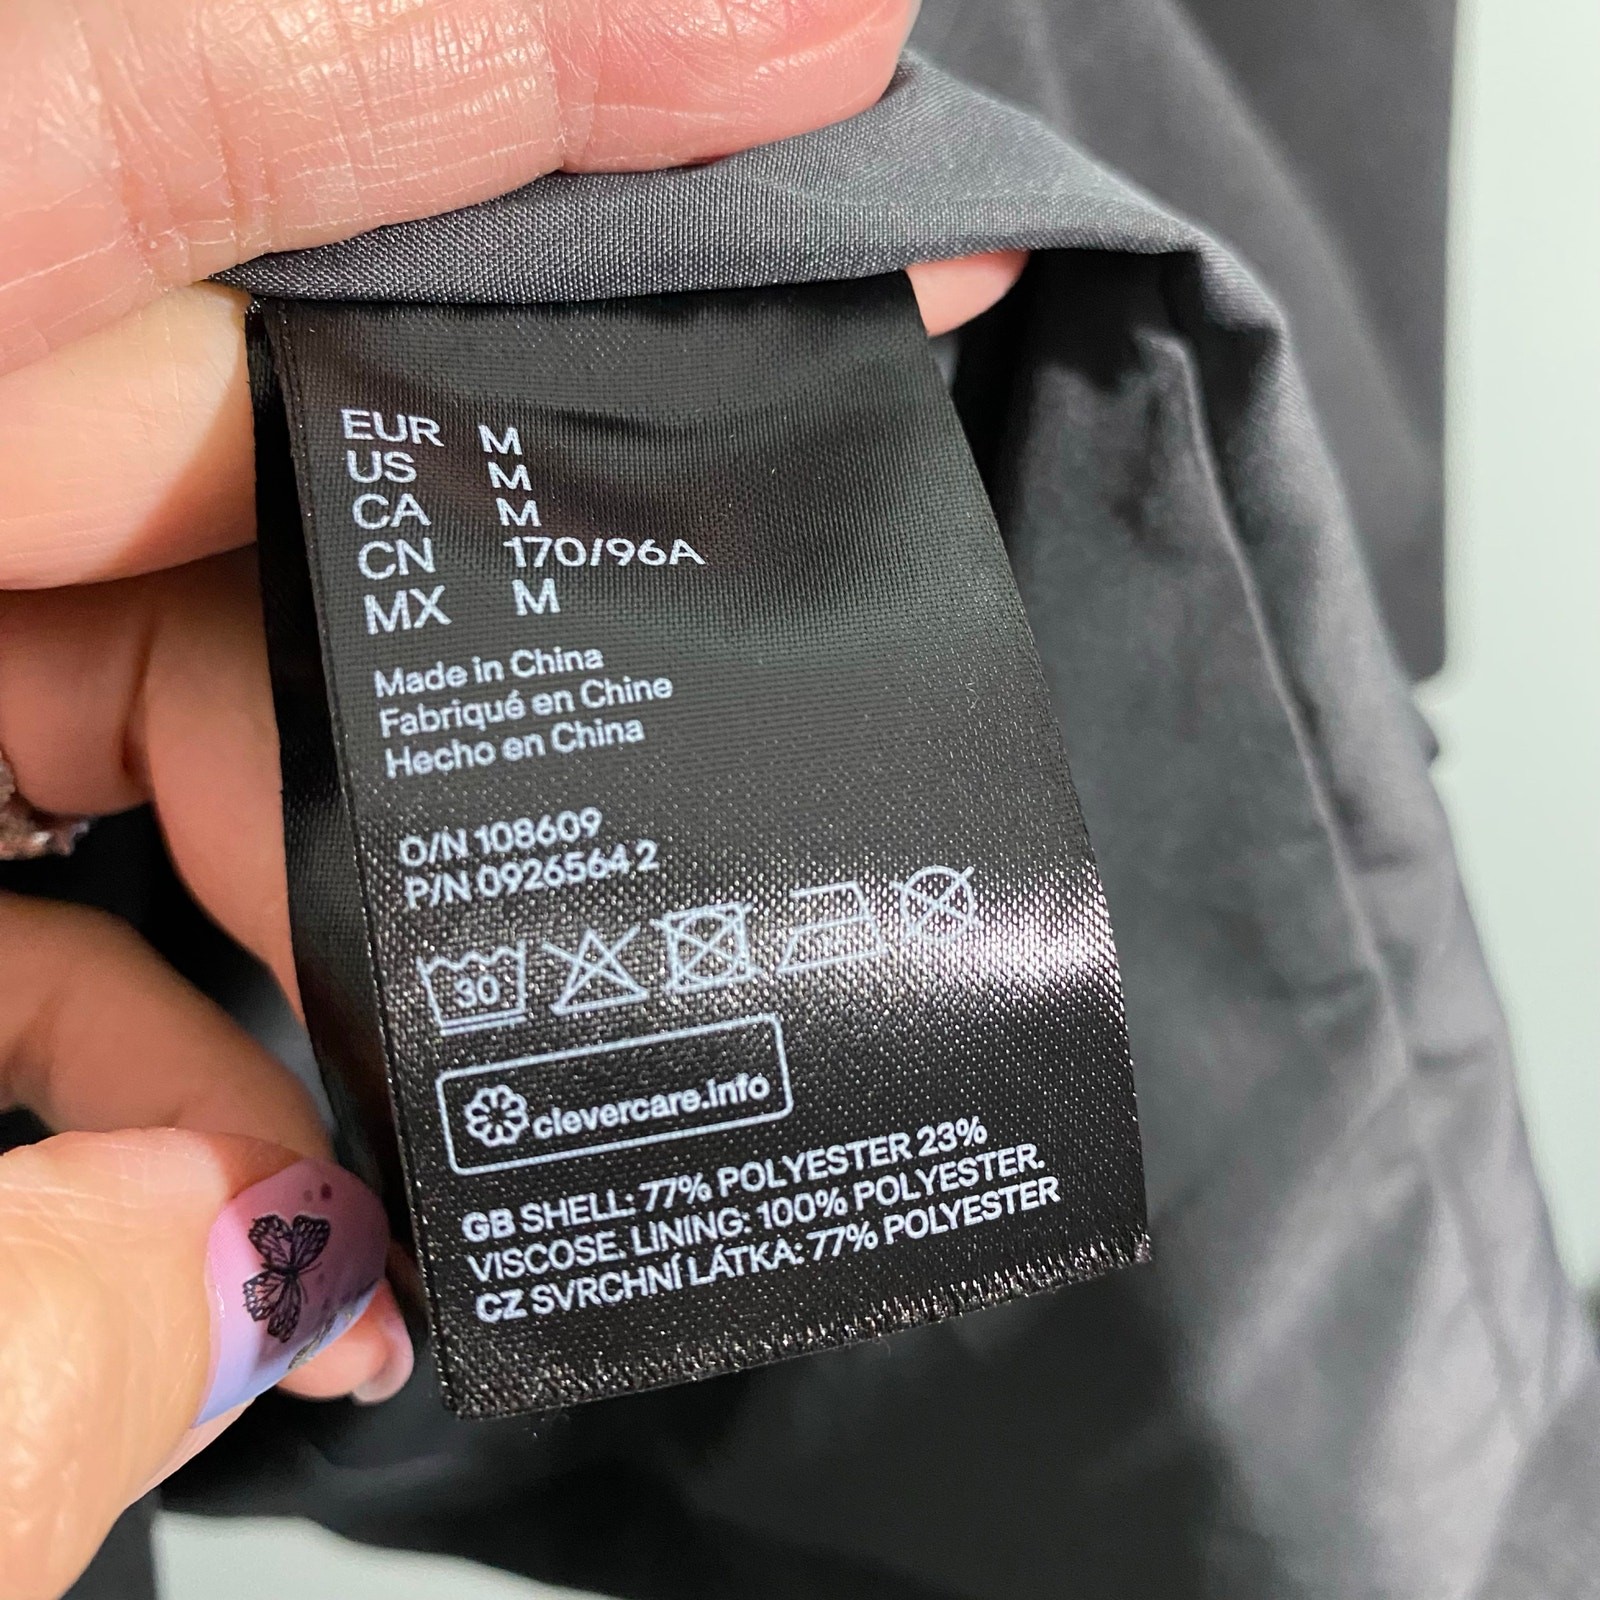 EUR M
US M
CA M
CN 170/96A
MX M
Made in China
Fabriqué en Chine
Hecho en China
O/N 108609
P/N 0926564 2
30
clevercare.info
GB SHELL: 77% POLYESTER 23%
VISCOSE. LINING: 100% POLYESTER.
CZ SVRCHNÍ LÁTKA: 77% POLYESTER